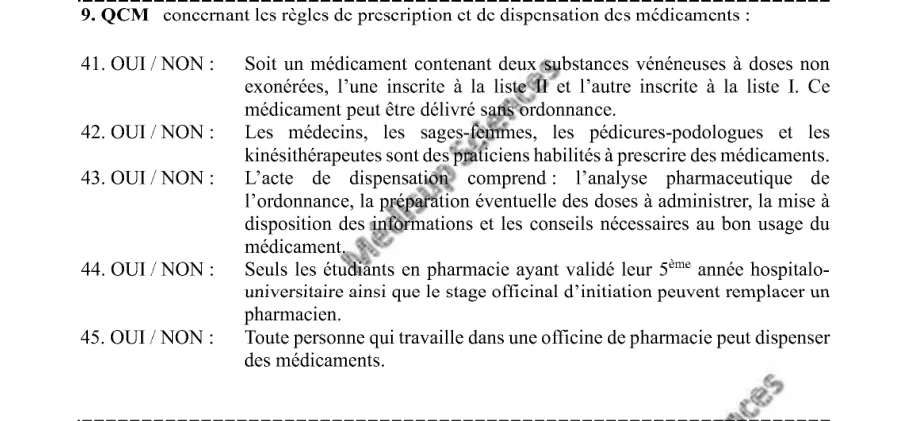 9. QCM concernant les règles de prescription et de dispensation des médicaments :
41. OUI / NON : Soit un médicament contenant deux substances vénéneuses à doses non
exonérées, l'une inscrite à la liste II et l'autre inscrite à la liste I. Ce
médicament peut être délivré sans ordonnance.
42. OUI / NON : Les médecins, les sages-femmes, les pédicures-podologues et les
kinésithérapeutes sont des praticiens habilités à prescrire des médicaments.
43. OUI / NON : L'acte de dispensation comprend : l'analyse pharmaceutique de
l'ordonnance, la préparation éventuelle des doses à administrer, la mise à
disposition des informations et les conseils nécessaires au bon usage du
médicament.
44. OUI / NON : Seuls les étudiants en pharmacie ayant validé leur 5ème année hospitalo-
universitaire ainsi que le stage officinal d'initiation peuvent remplacer un
pharmacien.
45. OUI / NON : Toute personne qui travaille dans une officine de pharmacie peut dispenser
des médicaments.
Medisup Sciences
nces